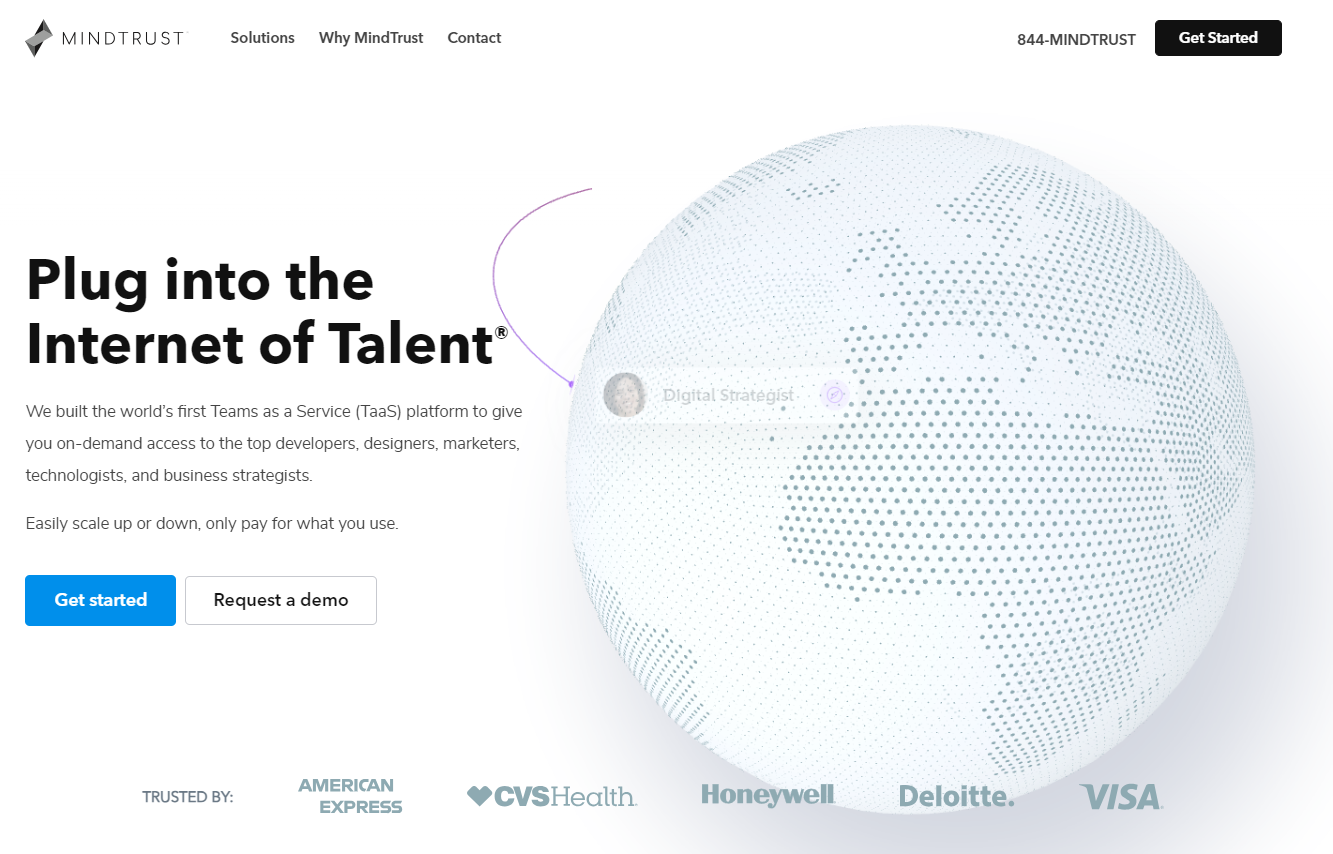 MINDTRUST
Solutions Why MindTrust Contact
844-MINDTRUST
Get Started
Plug into the
Internet of Talent®
We built the world’s first Teams as a Service (TaaS) platform to give
you on-demand access to the top developers, designers, marketers,
technologists, and business strategists.
Easily scale up or down, only pay for what you use.
Get started
Request a demo
Digital Strategist
TRUSTED BY:
AMERICAN
EXPRESS
CVSHealth.
Honeywell
Deloitte.
VISA